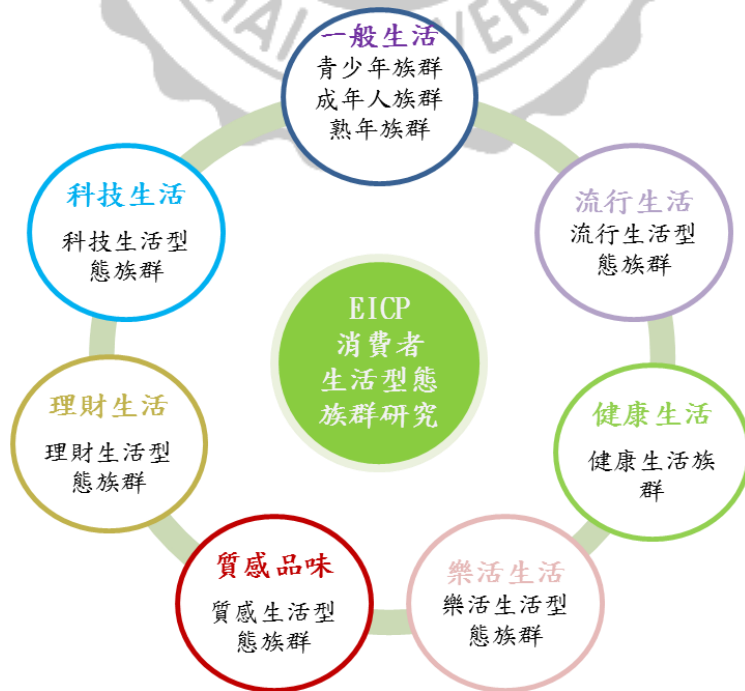 一般生活
青少年族群
成年人族群
熟年族群
流行生活
流行生活型
態族群
健康生活
健康生活族
群
樂活生活
樂活生活型
態族群
質感品味
質感生活型
態族群
理財生活
理財生活型
態族群
科技生活
科技生活型
態族群
EICP
消費者
生活型態
族群研究